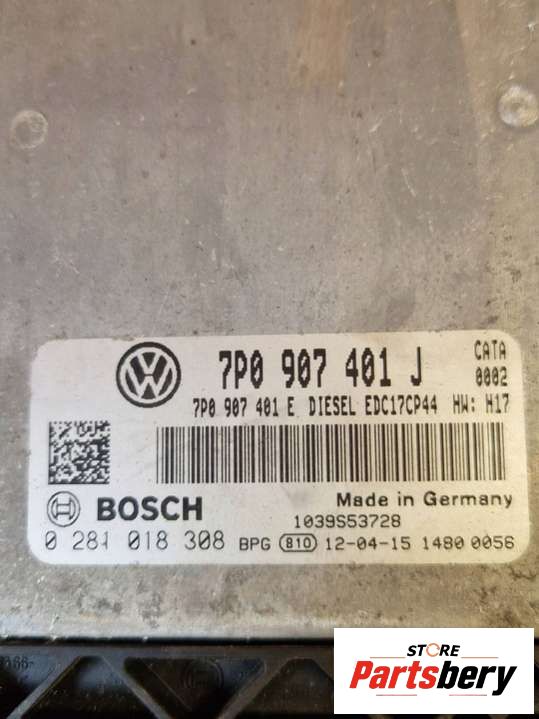 7P0 907 401 J
CATA
0002
7P0 907 401 E DIESEL EDC17CP44 HW: H17
BOSCH
Made in Germany
1039S53728
0 281 018 308 BPG 810 12-04-15 1480 0056
STORE
Partsbery